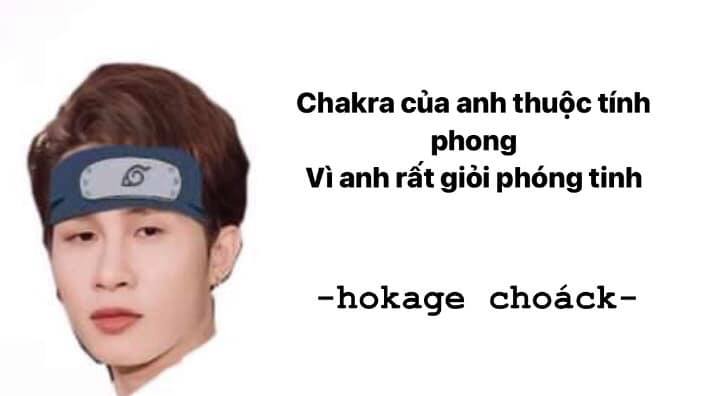 Chakra của anh thuộc tính
phong
Vì anh rất giỏi phóng tinh
-hokage choáck-